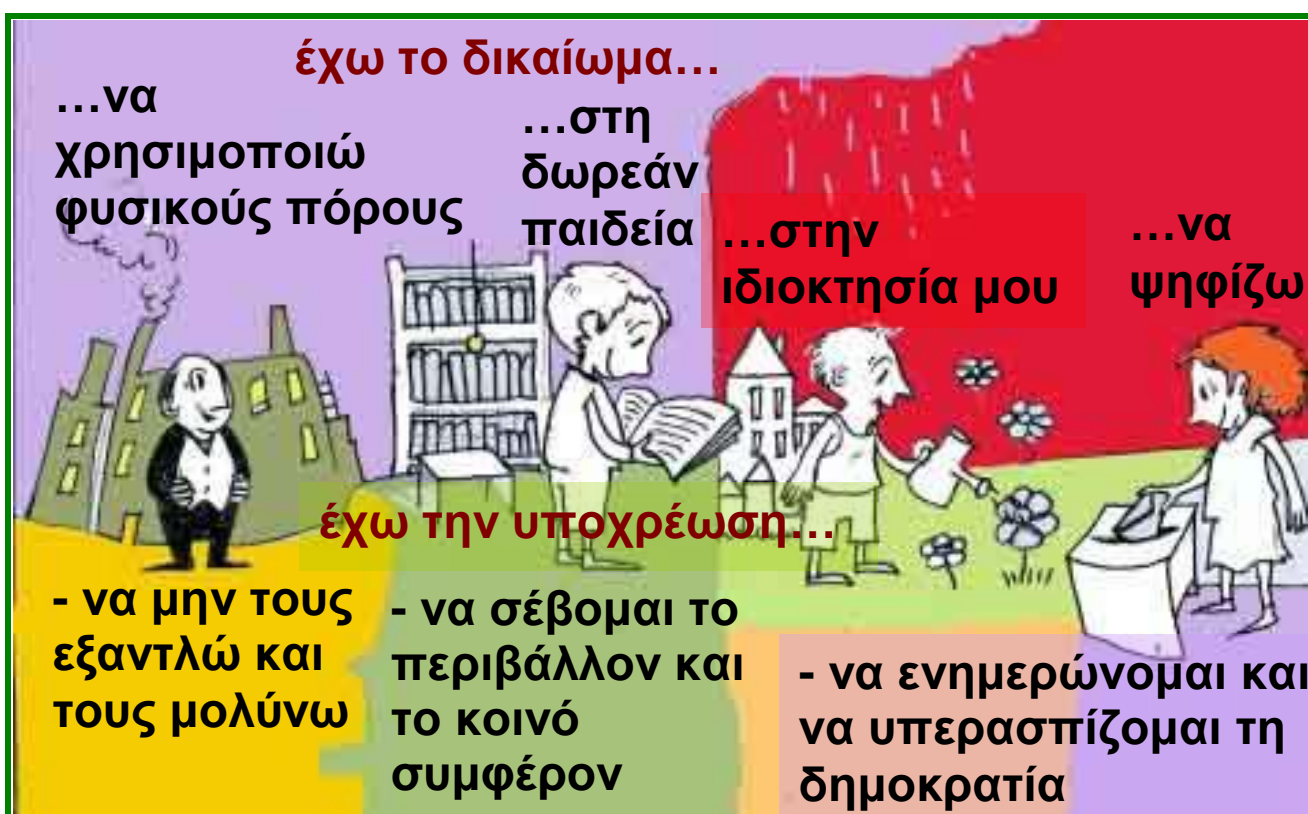 έχω το δικαίωμα...
...να
χρησιμοποιώ
φυσικούς πόρους
...στη
δωρεάν
παιδεία
...στην
ιδιοκτησία μου
...να
ψηφίζω
έχω την υποχρέωση...
- να μην τους
εξαντλώ και
τους μολύνω
- να σέβομαι το
περιβάλλον και
το κοινό
συμφέρον
- να ενημερώνομαι και
να υπερασπίζομαι τη
δημοκρατία